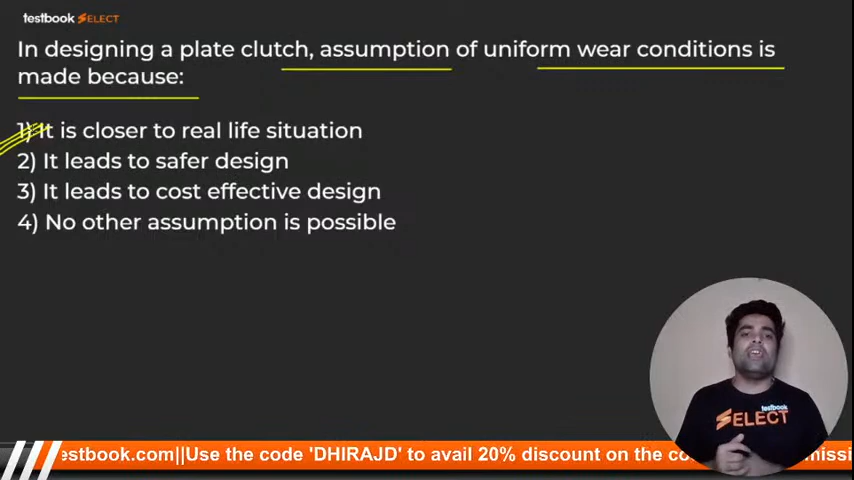 testbook SELECT
In designing a plate clutch, assumption of uniform wear conditions is
made because:
1) It is closer to real life situation
2) It leads to safer design
3) It leads to cost effective design
4) No other assumption is possible
testbook
SELECT
estbook.com||Use the code 'DHIRAJD' to avail 20% discount on the